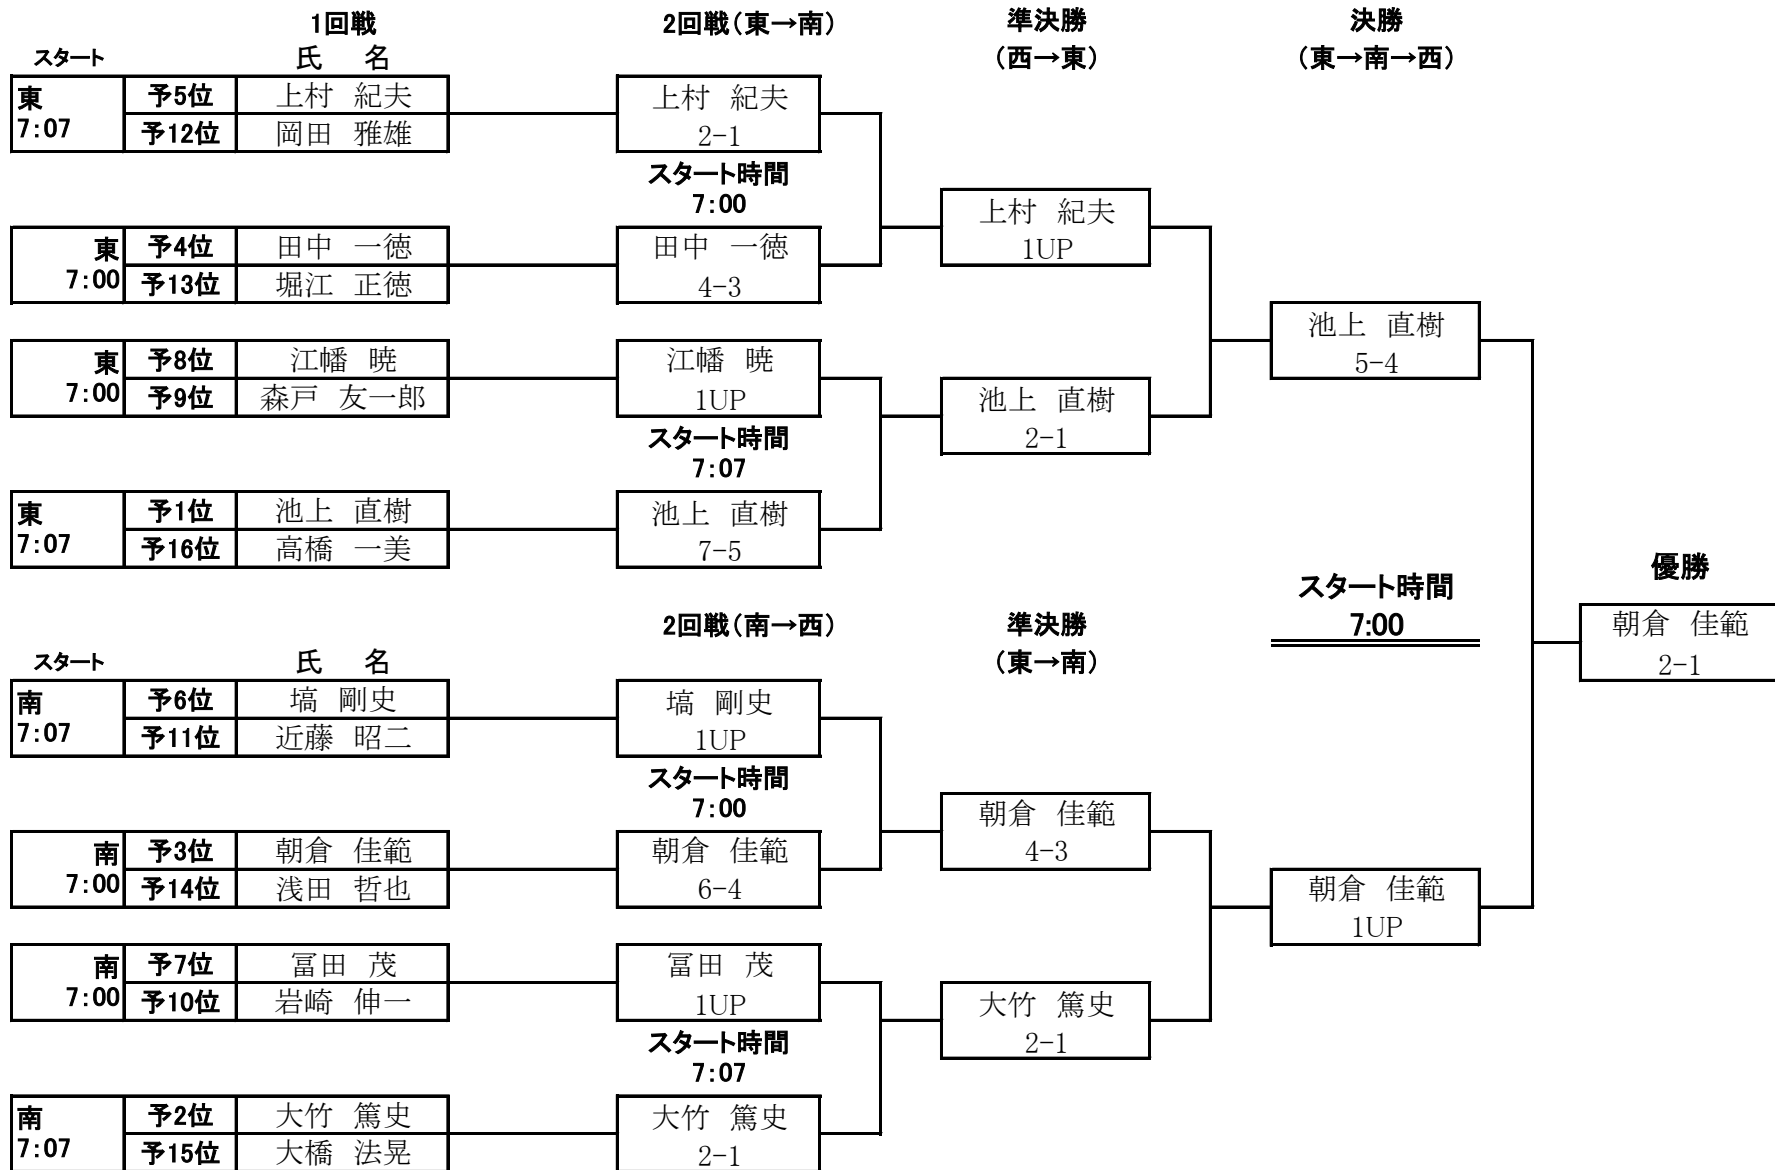 1回戦 2回戦（東→南） 準決勝 決勝
スタート 氏 名 （西→東） （東→南→西）
東 予5位 上村 紀夫 上村 紀夫
7:07 予12位 岡田 雅雄 2-1
スタート時間
7:00 上村 紀夫
東 予4位 田中 一徳 田中 一徳 1UP
7:00 予13位 堀江 正徳 4-3
池上 直樹
東 予8位 江幡 暁 江幡 暁 5-4
7:00 予9位 森戸 友一郎 1UP 池上 直樹
スタート時間 2-1
7:07
東 予1位 池上 直樹 池上 直樹
7:07 予16位 高橋 一美 7-5
優勝
スタート時間
2回戦（南→西） 準決勝 7:00 朝倉 佳範
スタート 氏 名 （東→南） 2-1
南 予6位 塙 剛史 塙 剛史
7:07 予11位 近藤 昭二 1UP
スタート時間
7:00 朝倉 佳範
南 予3位 朝倉 佳範 朝倉 佳範 4-3
7:00 予14位 浅田 哲也 6-4 朝倉 佳範
1UP
南 予7位 冨田 茂 冨田 茂
7:00 予10位 岩崎 伸一 1UP 大竹 篤史
スタート時間 2-1
7:07
南 予2位 大竹 篤史 大竹 篤史
7:07 予15位 大橋 法晃 2-1